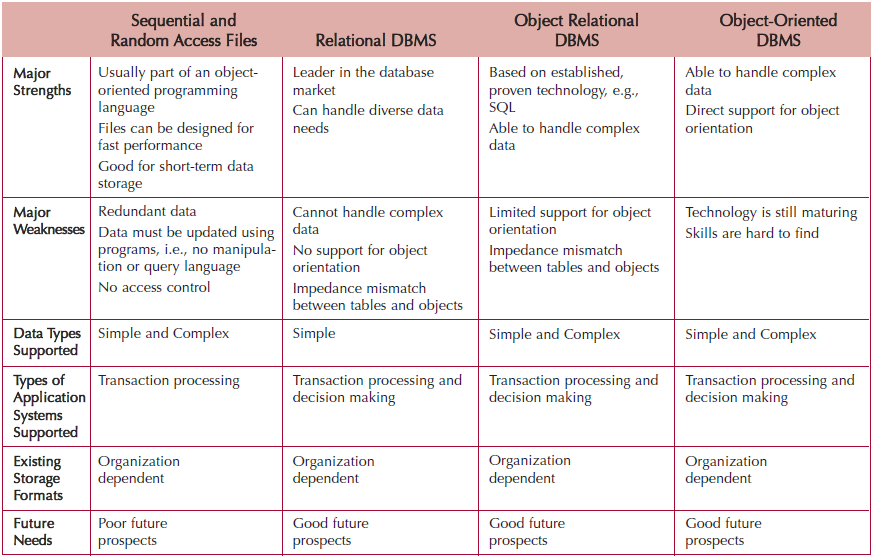 Sequential and
Random Access Files
Relational DBMS
Object Relational
DBMS
Object-Oriented
DBMS
Major
Strengths
Usually part of an object-
oriented programming
language
Files can be designed for
fast performance
Good for short-term data
storage
Leader in the database
market
Can handle diverse data
needs
Based on established,
proven technology, e.g.,
SQL
Able to handle complex
data
Able to handle complex
data
Direct support for object
orientation
Major
Weaknesses
Redundant data
Data must be updated using
programs, i.e., no manipula-
tion or query language
No access control
Cannot handle complex
data
No support for object
orientation
Impedance mismatch
between tables and objects
Limited support for object
orientation
Impedance mismatch
between tables and objects
Technology is still maturing
Skills are hard to find
Data Types
Supported
Simple and Complex
Simple
Simple and Complex
Simple and Complex
Types of
Application
Systems
Supported
Transaction processing
Transaction processing and
decision making
Transaction processing and
decision making
Transaction processing and
decision making
Existing
Storage
Formats
Organization
dependent
Organization
dependent
Organization
dependent
Organization
dependent
Future
Needs
Poor future
prospects
Good future
prospects
Good future
prospects
Good future
prospects